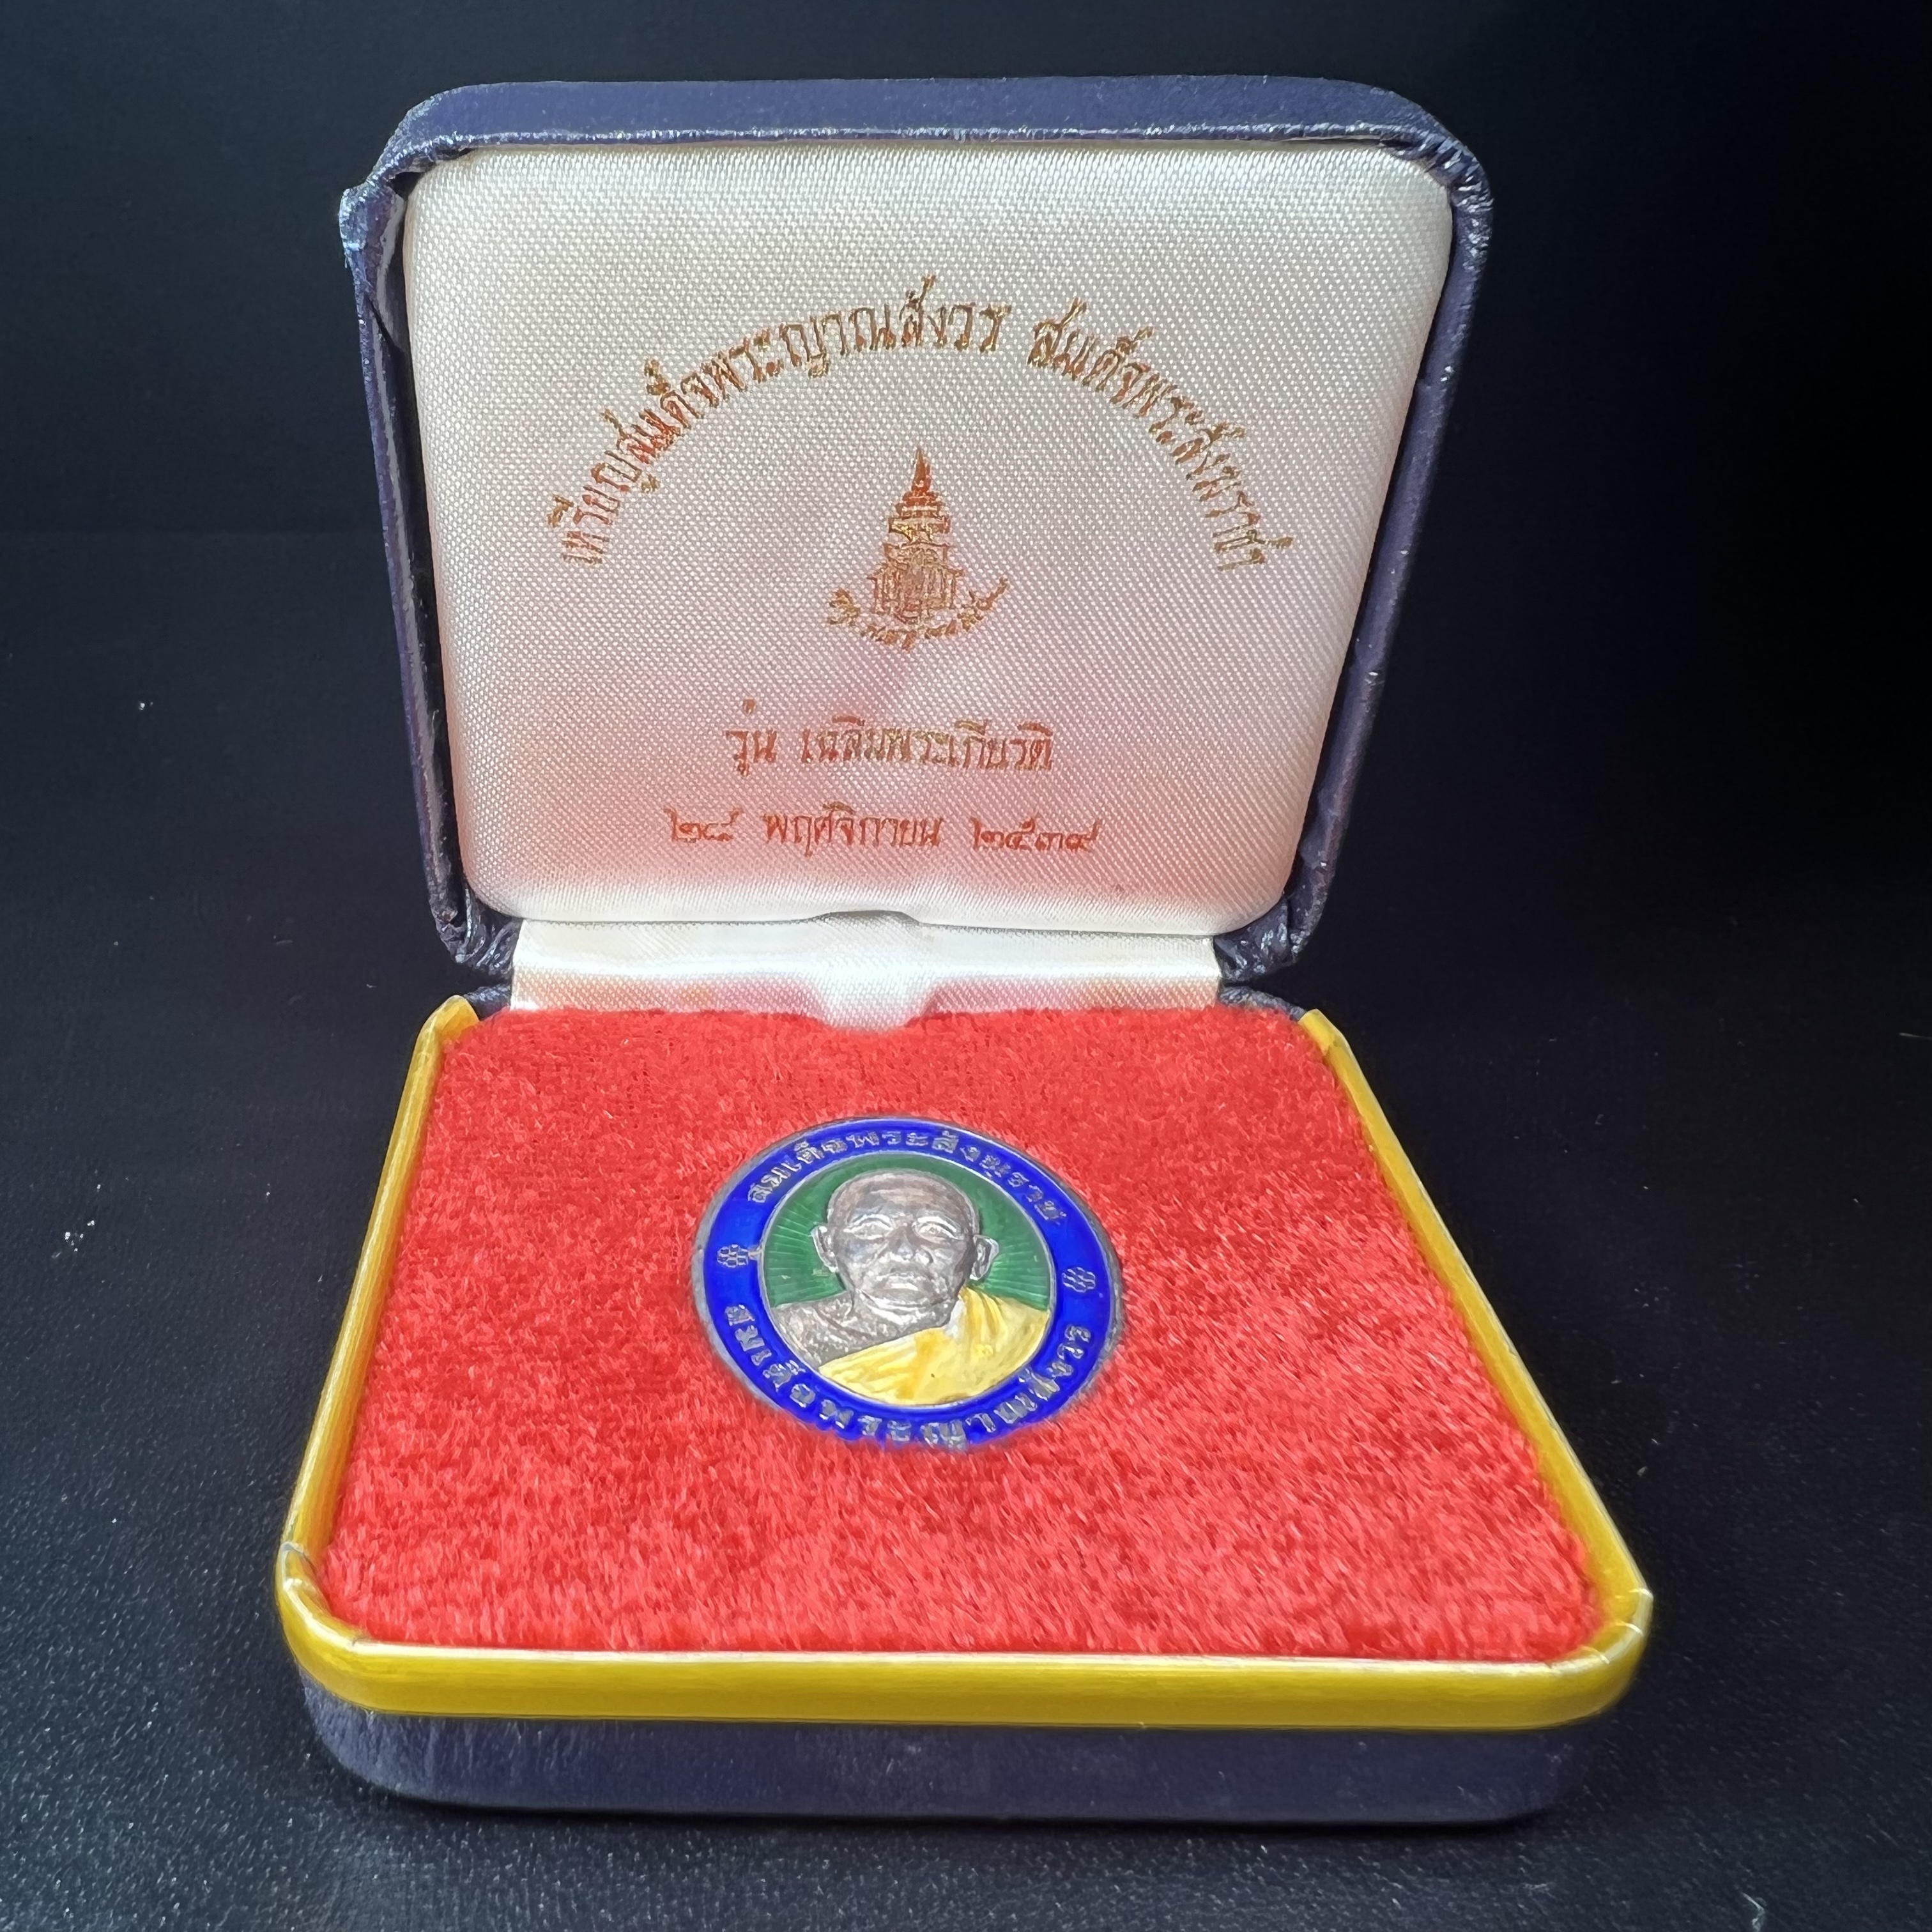 เหรียญสมเด็จพระญาณสังวร สมเด็จพระสังฆราชฯ
รุ่น เฉลิมพระเกียรติ
๒๘ พฤศจิกายน ๒๕๓๙
สมเด็จพระสังฆราช
สมเด็จพระญาณสังวร